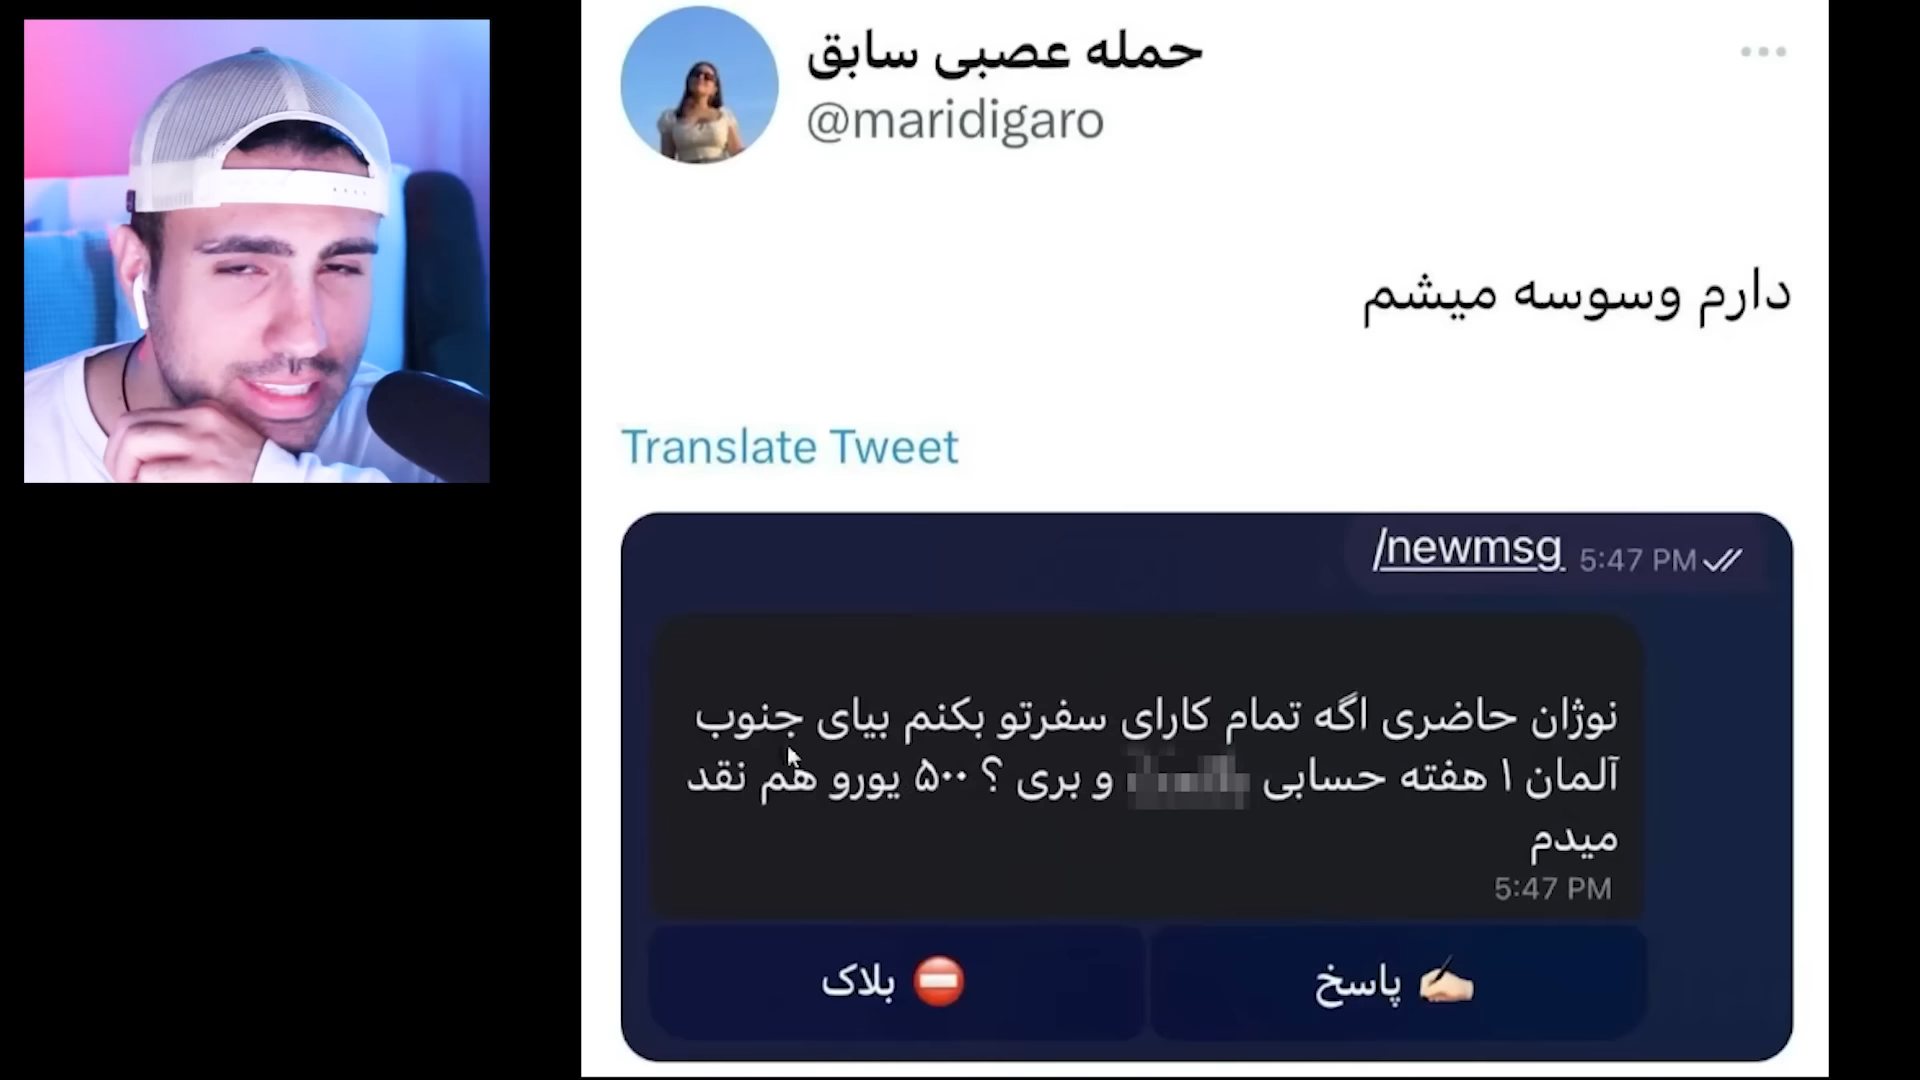 حمله عصبی سابق
@maridigaro
دارم وسوسه میشم
Translate Tweet
/newmsg 5:47 PM
نوژان حاضری اگه تمام کارای سفرتو بکنم بیای جنوب
آلمان ۱ هفته حسابی و بری ؟ ۵۰۰ یورو هم نقد
میدم
5:47 PM
پاسخ
بلاک